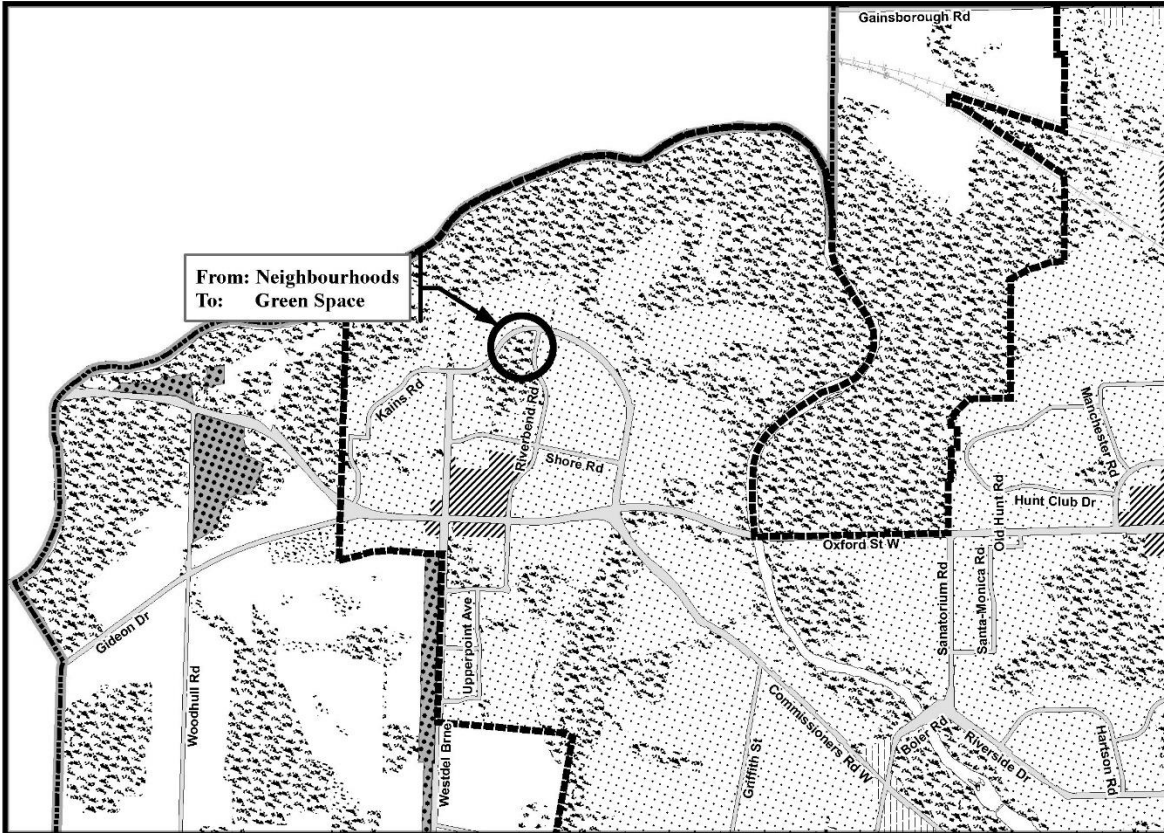 Gainsborough Rd
From: Neighbourhoods
To: Green Space
Kains Rd
Riverbend Rd
Shore Rd
Manchester Rd
Hunt Club Dr
Old Hunt Rd
Oxford St W
Sanatorium Rd
Santa-Monica Rd
Gideon Dr
Woodhull Rd
Upperpoint Ave
Westdel Brne
Commissioners Rd W
Griffith St
Boler Rd
Riverside Dr
Hanson Rd